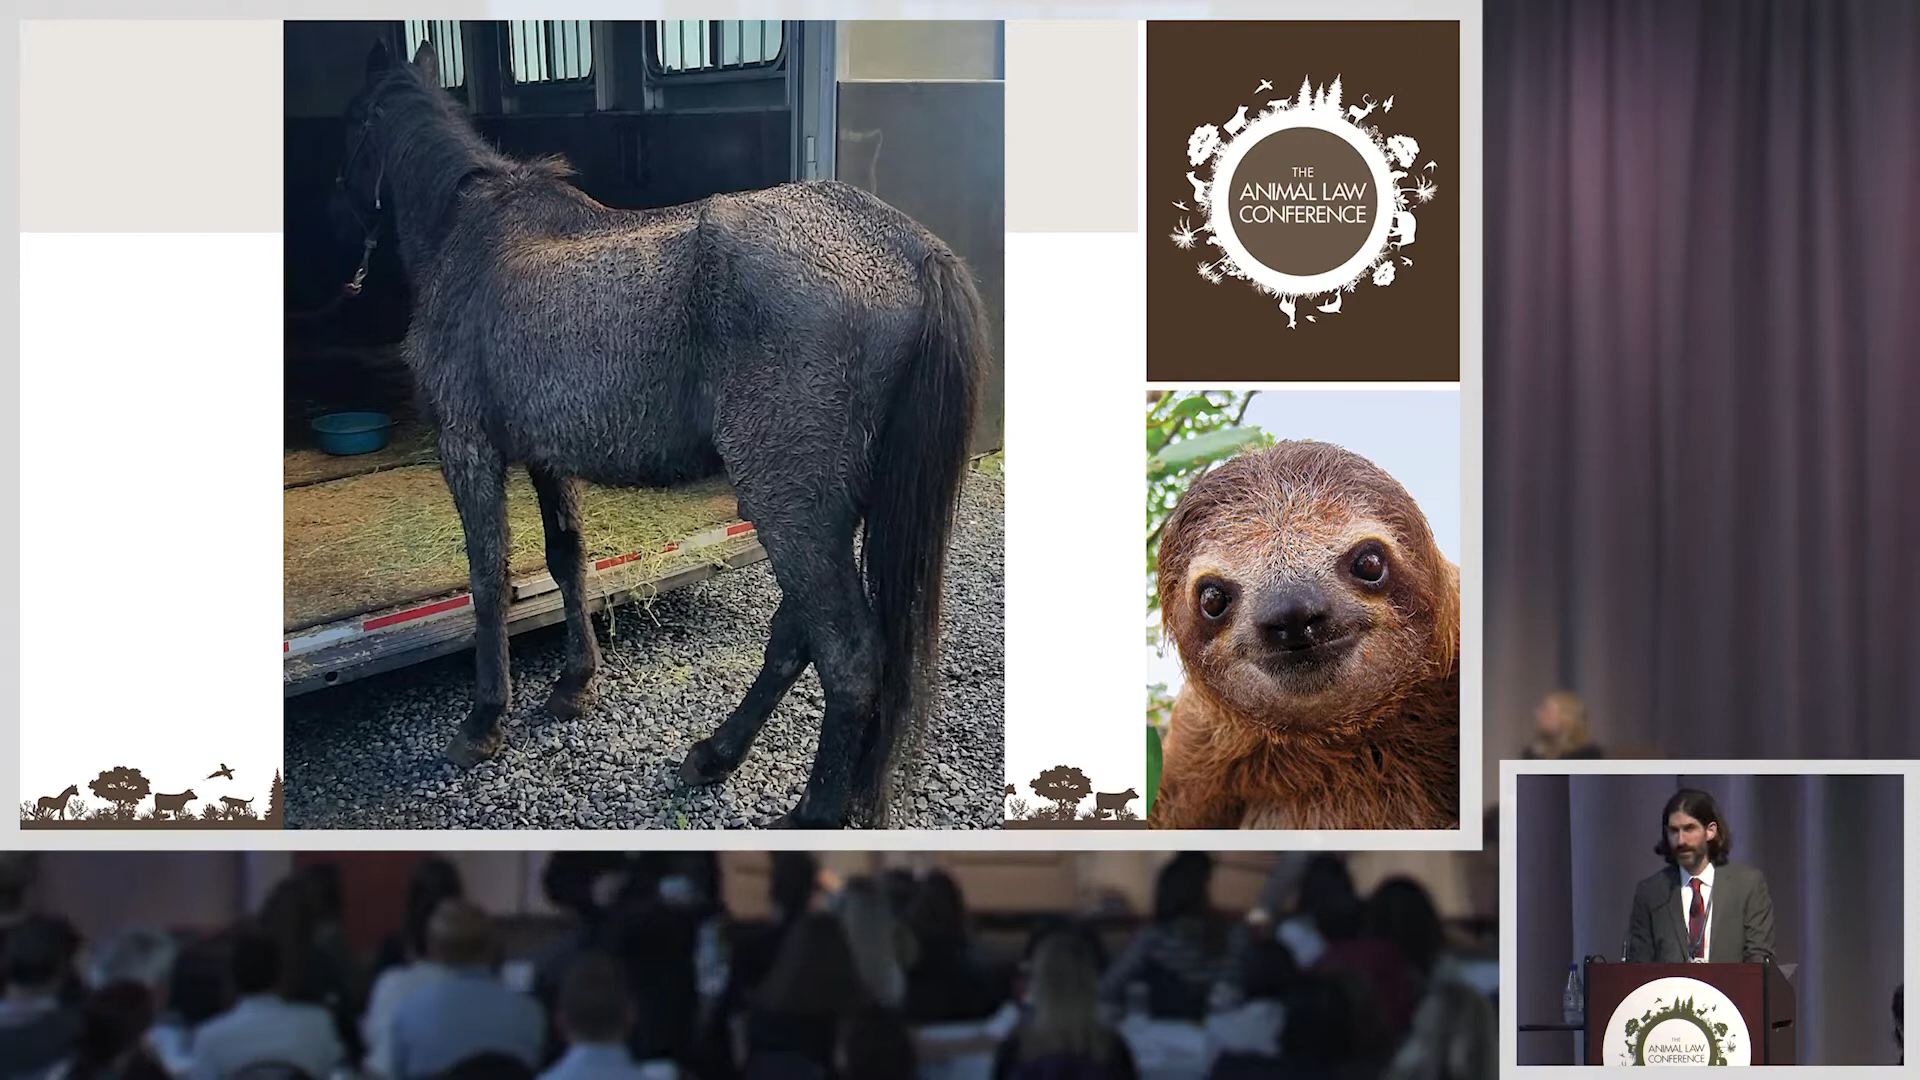 THE
ANIMAL LAW
CONFERENCE
THE
ANIMAL LAW
CONFERENCE